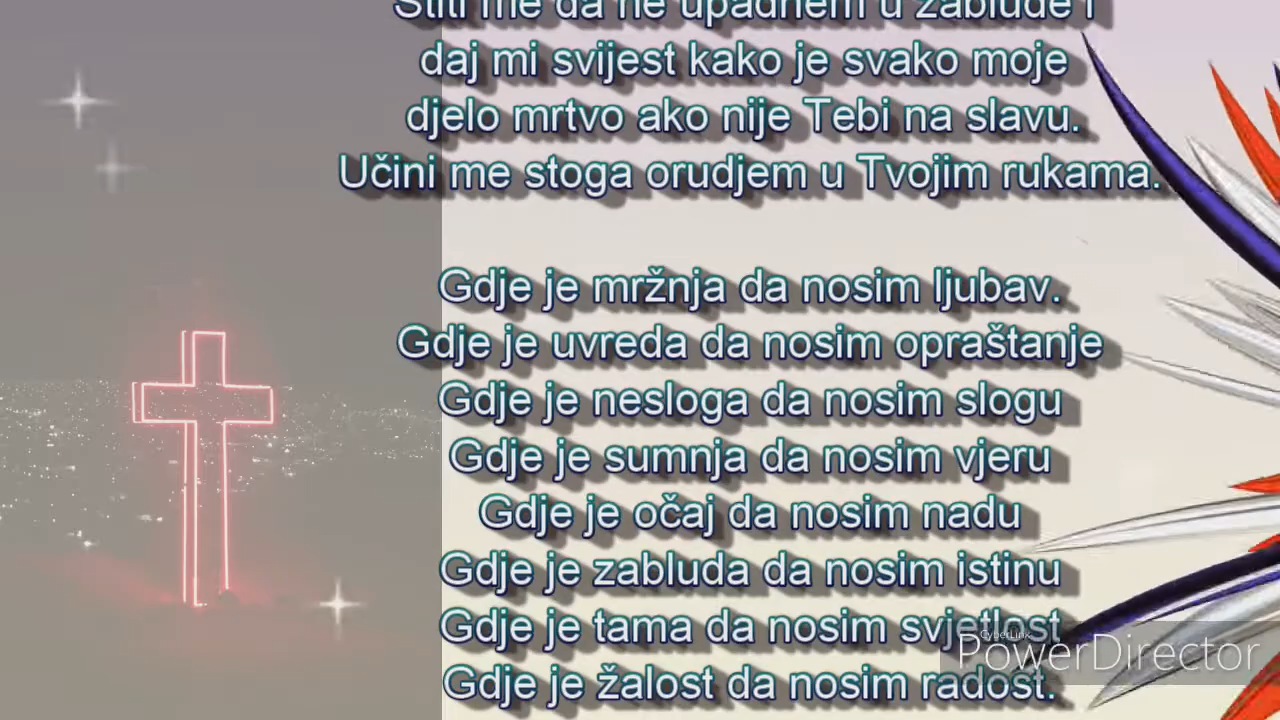 Štiti me da ne upadnem u zablude i
daj mi svijest kako je svako moje
djelo mrtvo ako nije Tebi na slavu.
Učini me stoga orudjem u Tvojim rukama.
Gdje je mržnja da nosim ljubav.
Gdje je uvreda da nosim opraštanje
Gdje je nesloga da nosim slogu
Gdje je sumnja da nosim vjeru
Gdje je očaj da nosim nadu
Gdje je zabluda da nosim istinu
Gdje je tama da nosim svjetlost
Gdje je žalost da nosim radost.
CyberLink
PowerDirector